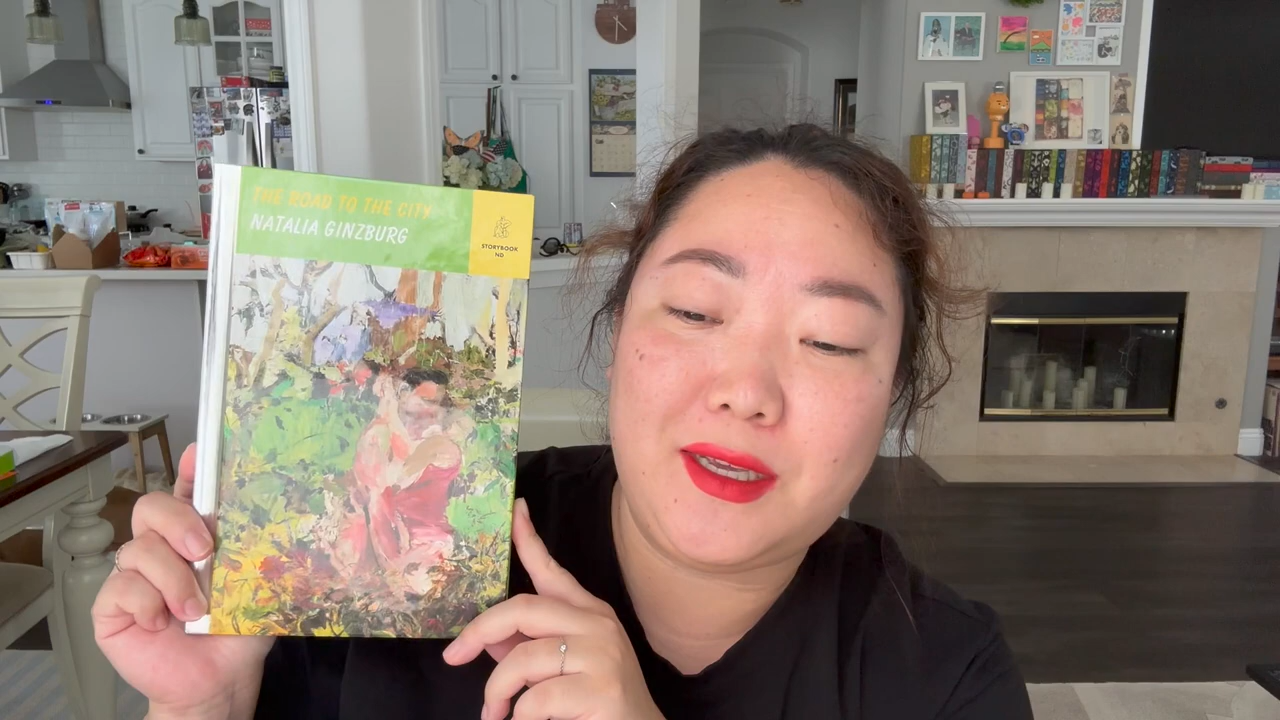 THE ROAD TO THE CITY
NATALIA GINZBURG
STORYBOOK
ND